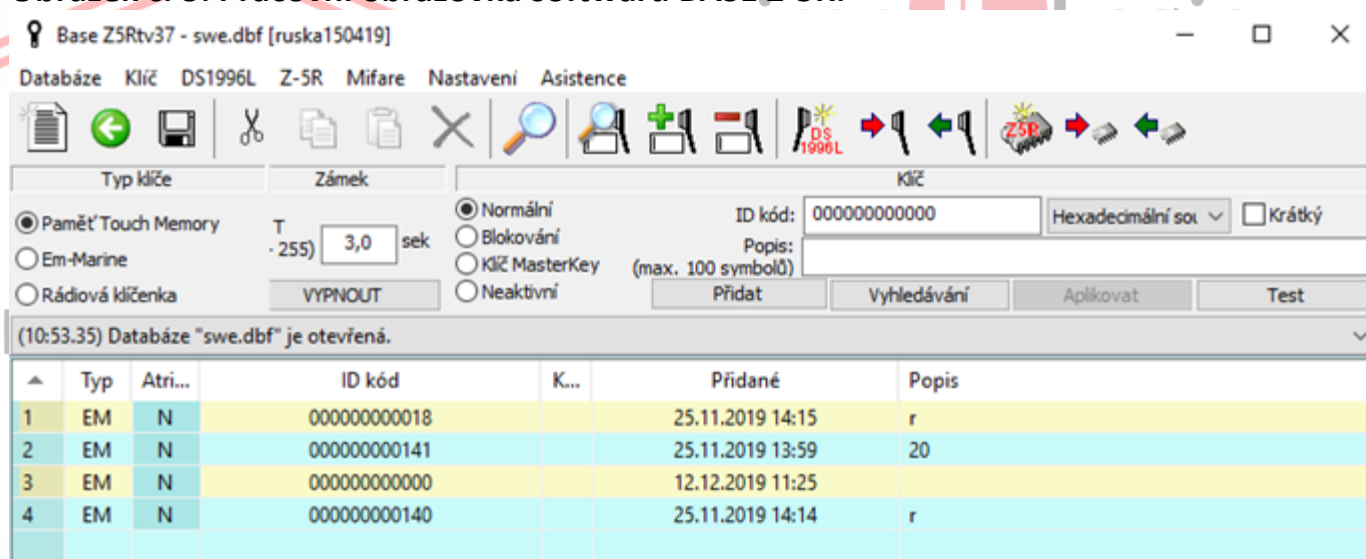 Base Z5Rtv37 - swe.dbf [ruska150419]
Databáze Klíč DS1996L Z-5R Mifare Nastavení Asistence
DS 1996L Z5R
Typ klíče Zámek Klíč
Paměť Touch Memory
Em-Marine
Rádiová klíčenka
T
- 255) 3,0 sek
VYPNOUT
Normální
Blokování
Klíč MasterKey
Neaktivní
ID kód: 000000000000 Hexadecimální sou Krátký
Popis:
(max. 100 symbolů)
Přidat Vyhledávání Aplikovat Test
(10:53.35) Databáze "swe.dbf" je otevřená.
Typ Atri... ID kód K... Přidané Popis
1 EM N 000000000018 25.11.2019 14:15 r
2 EM N 000000000141 25.11.2019 13:59 20
3 EM N 000000000000 12.12.2019 11:25
4 EM N 000000000140 25.11.2019 14:14 r